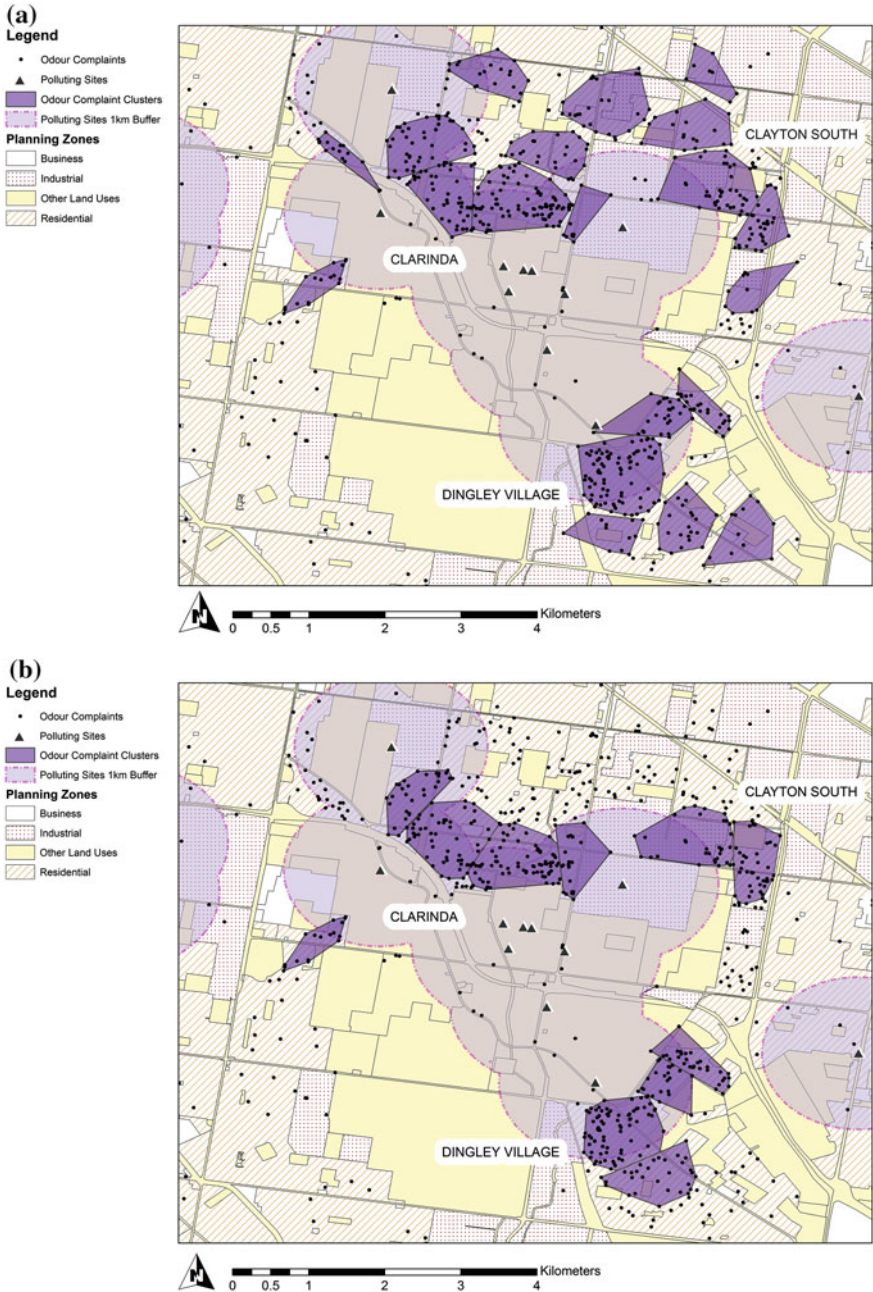 (a)
Legend
Odour Complaints
Polluting Sites
Odour Complaint Clusters
Polluting Sites 1km Buffer
Planning Zones
Business
Industrial
Other Land Uses
Residential
CLAYTON SOUTH
CLARINDA
DINGLEY VILLAGE
N
Kilometers
0 0.5 1 2 3 4
(b)
Legend
Odour Complaints
Polluting Sites
Odour Complaint Clusters
Polluting Sites 1km Buffer
Planning Zones
Business
Industrial
Other Land Uses
Residential
CLAYTON SOUTH
CLARINDA
DINGLEY VILLAGE
N
Kilometers
0 0.5 1 2 3 4